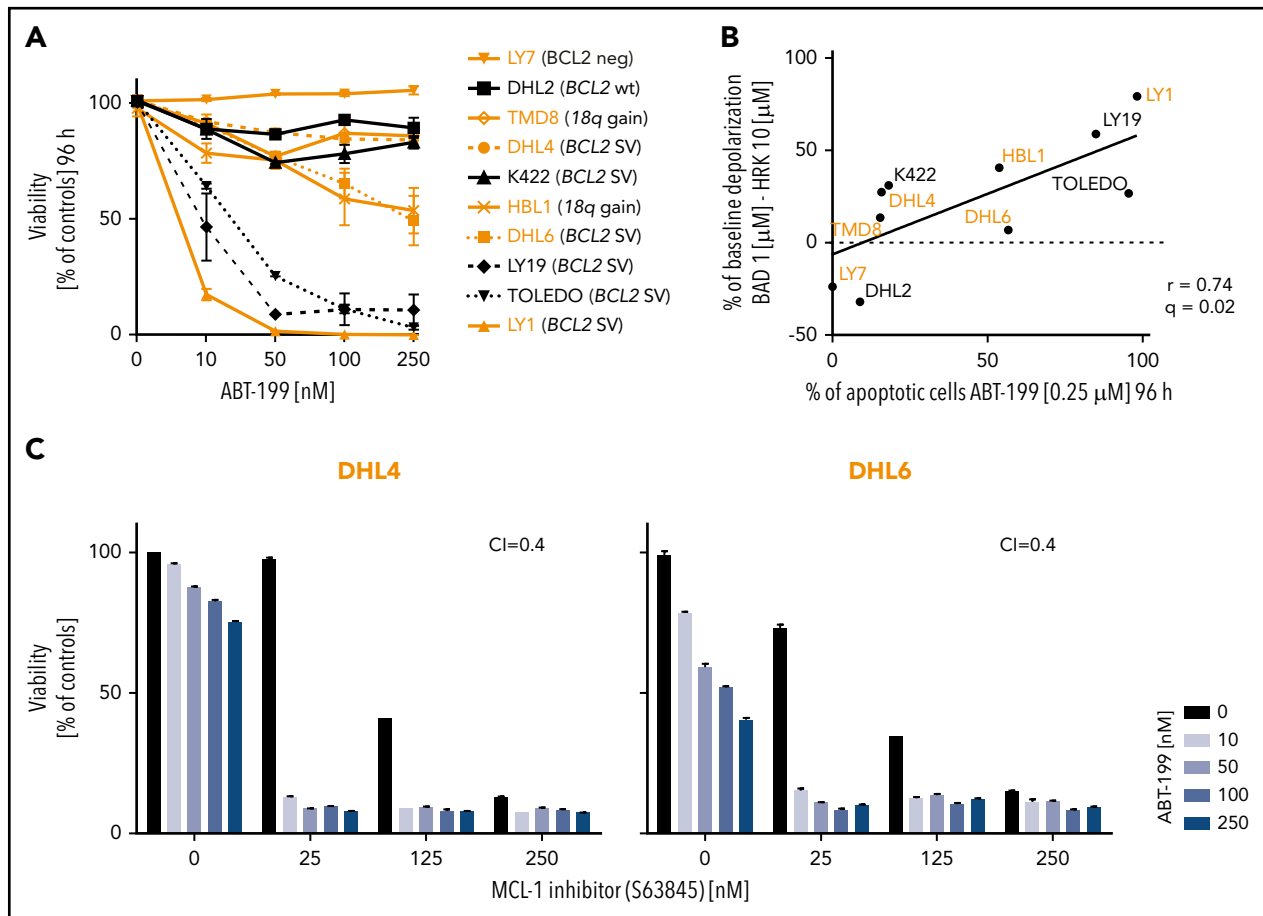 A
Viability
[% of controls] 96 h
100
50
0
0
10
50
100
250
ABT-199 [nM]
LY7 (BCL2 neg)
DHL2 (BCL2 wt)
TMD8 (18q gain)
DHL4 (BCL2 SV)
K422 (BCL2 SV)
HBL1 (18q gain)
DHL6 (BCL2 SV)
LY19 (BCL2 SV)
TOLEDO (BCL2 SV)
LY1 (BCL2 SV)
B
% of baseline depolarization
BAD 1 [µM] - HRK 10 [µM]
100
50
0
-50
LY1
LY19
HBL1
TOLEDO
K422
DHL4
DHL6
TMD8
LY7
DHL2
r = 0.74
q = 0.02
0
50
100
% of apoptotic cells ABT-199 [0.25 µM] 96 h
C
DHL4
DHL6
Viability
[% of controls]
100
50
0
CI=0.4
CI=0.4
0
25
125
250
0
25
125
250
MCL-1 inhibitor (S63845) [nM]
ABT-199 [nM]
0
10
50
100
250